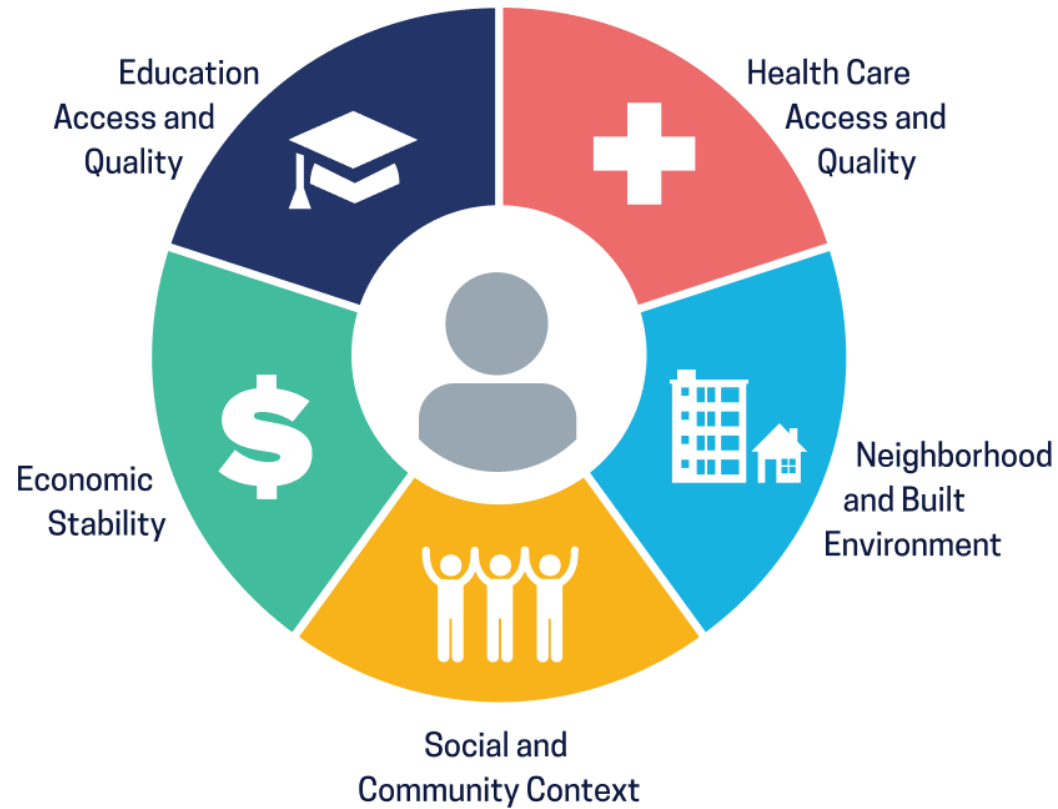 Education
Access and
Quality
Health Care
Access and
Quality
Economic
Stability
Neighborhood
and Built
Environment
Social and
Community Context